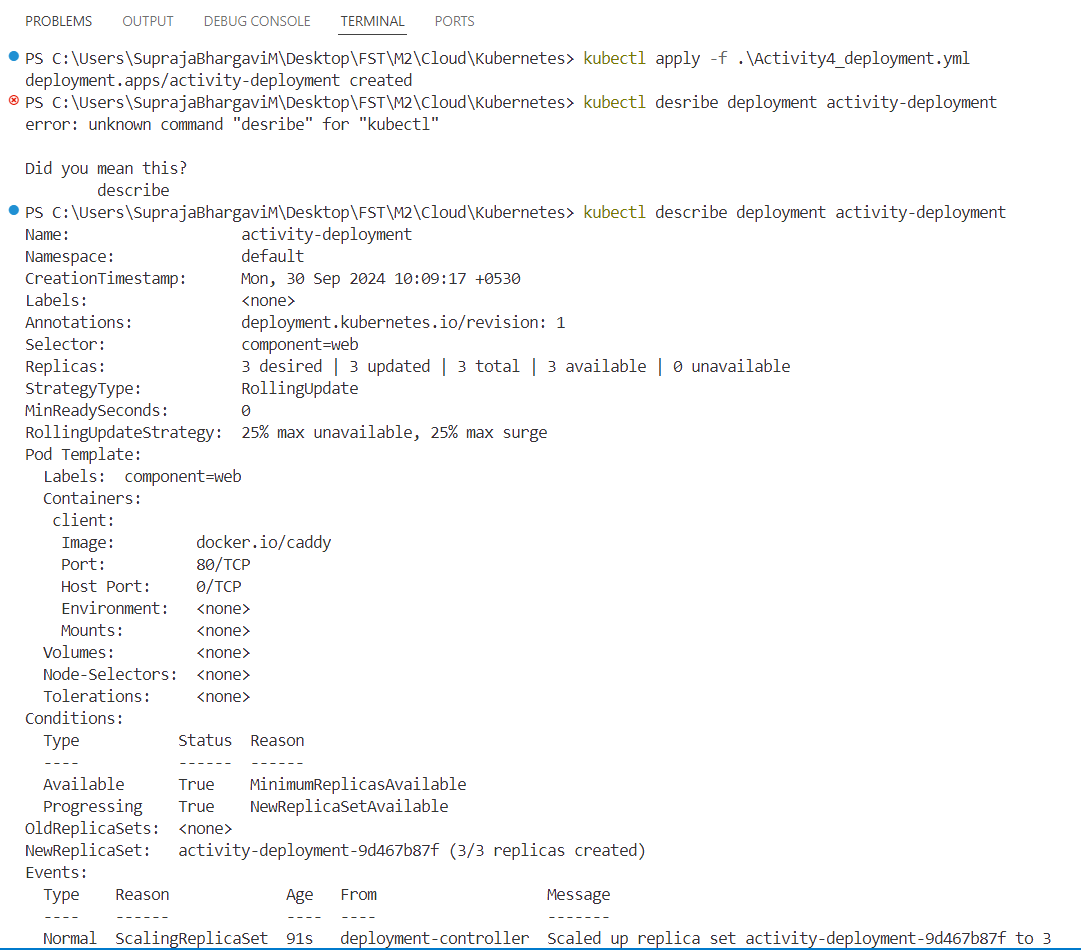 PROBLEMS OUTPUT DEBUG CONSOLE TERMINAL PORTS
PS C:\Users\SuprajaBhargaviM\Desktop\FST\M2\Cloud\Kubernetes> kubectl apply -f .\Activity4_deployment.yml
deployment.apps/activity-deployment created
PS C:\Users\SuprajaBhargaviM\Desktop\FST\M2\Cloud\Kubernetes> kubectl desribe deployment activity-deployment
error: unknown command "desribe" for "kubectl"

Did you mean this?
        describe
PS C:\Users\SuprajaBhargaviM\Desktop\FST\M2\Cloud\Kubernetes> kubectl describe deployment activity-deployment
Name:                   activity-deployment
Namespace:              default
CreationTimestamp:      Mon, 30 Sep 2024 10:09:17 +0530
Labels:                 <none>
Annotations:            deployment.kubernetes.io/revision: 1
Selector:               component=web
Replicas:               3 desired | 3 updated | 3 total | 3 available | 0 unavailable
StrategyType:           RollingUpdate
MinReadySeconds:        0
RollingUpdateStrategy:  25% max unavailable, 25% max surge
Pod Template:
  Labels:  component=web
  Containers:
   client:
    Image:         docker.io/caddy
    Port:          80/TCP
    Host Port:     0/TCP
    Environment:   <none>
    Mounts:        <none>
  Volumes:         <none>
  Node-Selectors:  <none>
  Tolerations:     <none>
Conditions:
  Type           Status  Reason
  ----           ------  ------
  Available      True    MinimumReplicasAvailable
  Progressing    True    NewReplicaSetAvailable
OldReplicaSets:  <none>
NewReplicaSet:   activity-deployment-9d467b87f (3/3 replicas created)
Events:
  Type    Reason             Age   From                   Message
  ----    ------             ----  ----                   -------
  Normal  ScalingReplicaSet  91s   deployment-controller  Scaled up replica set activity-deployment-9d467b87f to 3